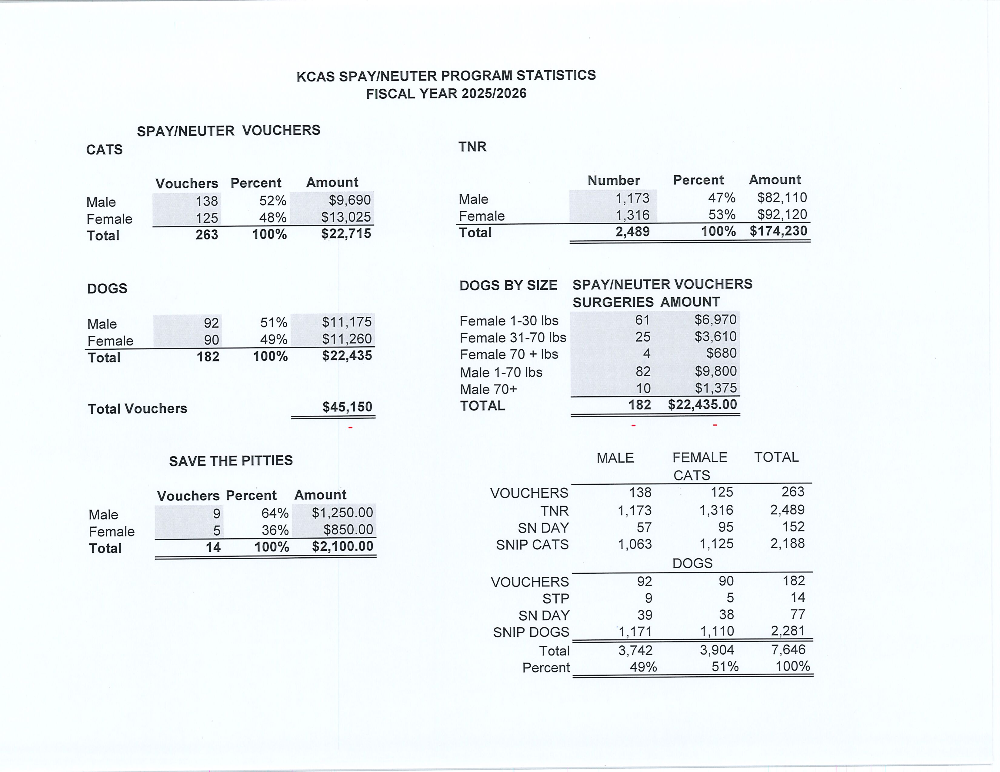 KCAS SPAY/NEUTER PROGRAM STATISTICS
FISCAL YEAR 2025/2026
SPAY/NEUTER VOUCHERS
CATS
Vouchers Percent Amount
Male 138 52% $9,690
Female 125 48% $13,025
Total 263 100% $22,715
DOGS
Male 92 51% $11,175
Female 90 49% $11,260
Total 182 100% $22,435
Total Vouchers $45,150
-
SAVE THE PITTIES
Vouchers Percent Amount
Male 9 64% $1,250.00
Female 5 36% $850.00
Total 14 100% $2,100.00
TNR
Number Percent Amount
Male 1,173 47% $82,110
Female 1,316 53% $92,120
Total 2,489 100% $174,230
DOGS BY SIZE SPAY/NEUTER VOUCHERS
SURGERIES AMOUNT
Female 1-30 lbs 61 $6,970
Female 31-70 lbs 25 $3,610
Female 70 + lbs 4 $680
Male 1-70 lbs 82 $9,800
Male 70+ 10 $1,375
TOTAL 182 $22,435.00
- -
MALE FEMALE TOTAL
CATS
VOUCHERS 138 125 263
TNR 1,173 1,316 2,489
SN DAY 57 95 152
SNIP CATS 1,063 1,125 2,188
DOGS
VOUCHERS 92 90 182
STP 9 5 14
SN DAY 39 38 77
SNIP DOGS 1,171 1,110 2,281
Total 3,742 3,904 7,646
Percent 49% 51% 100%